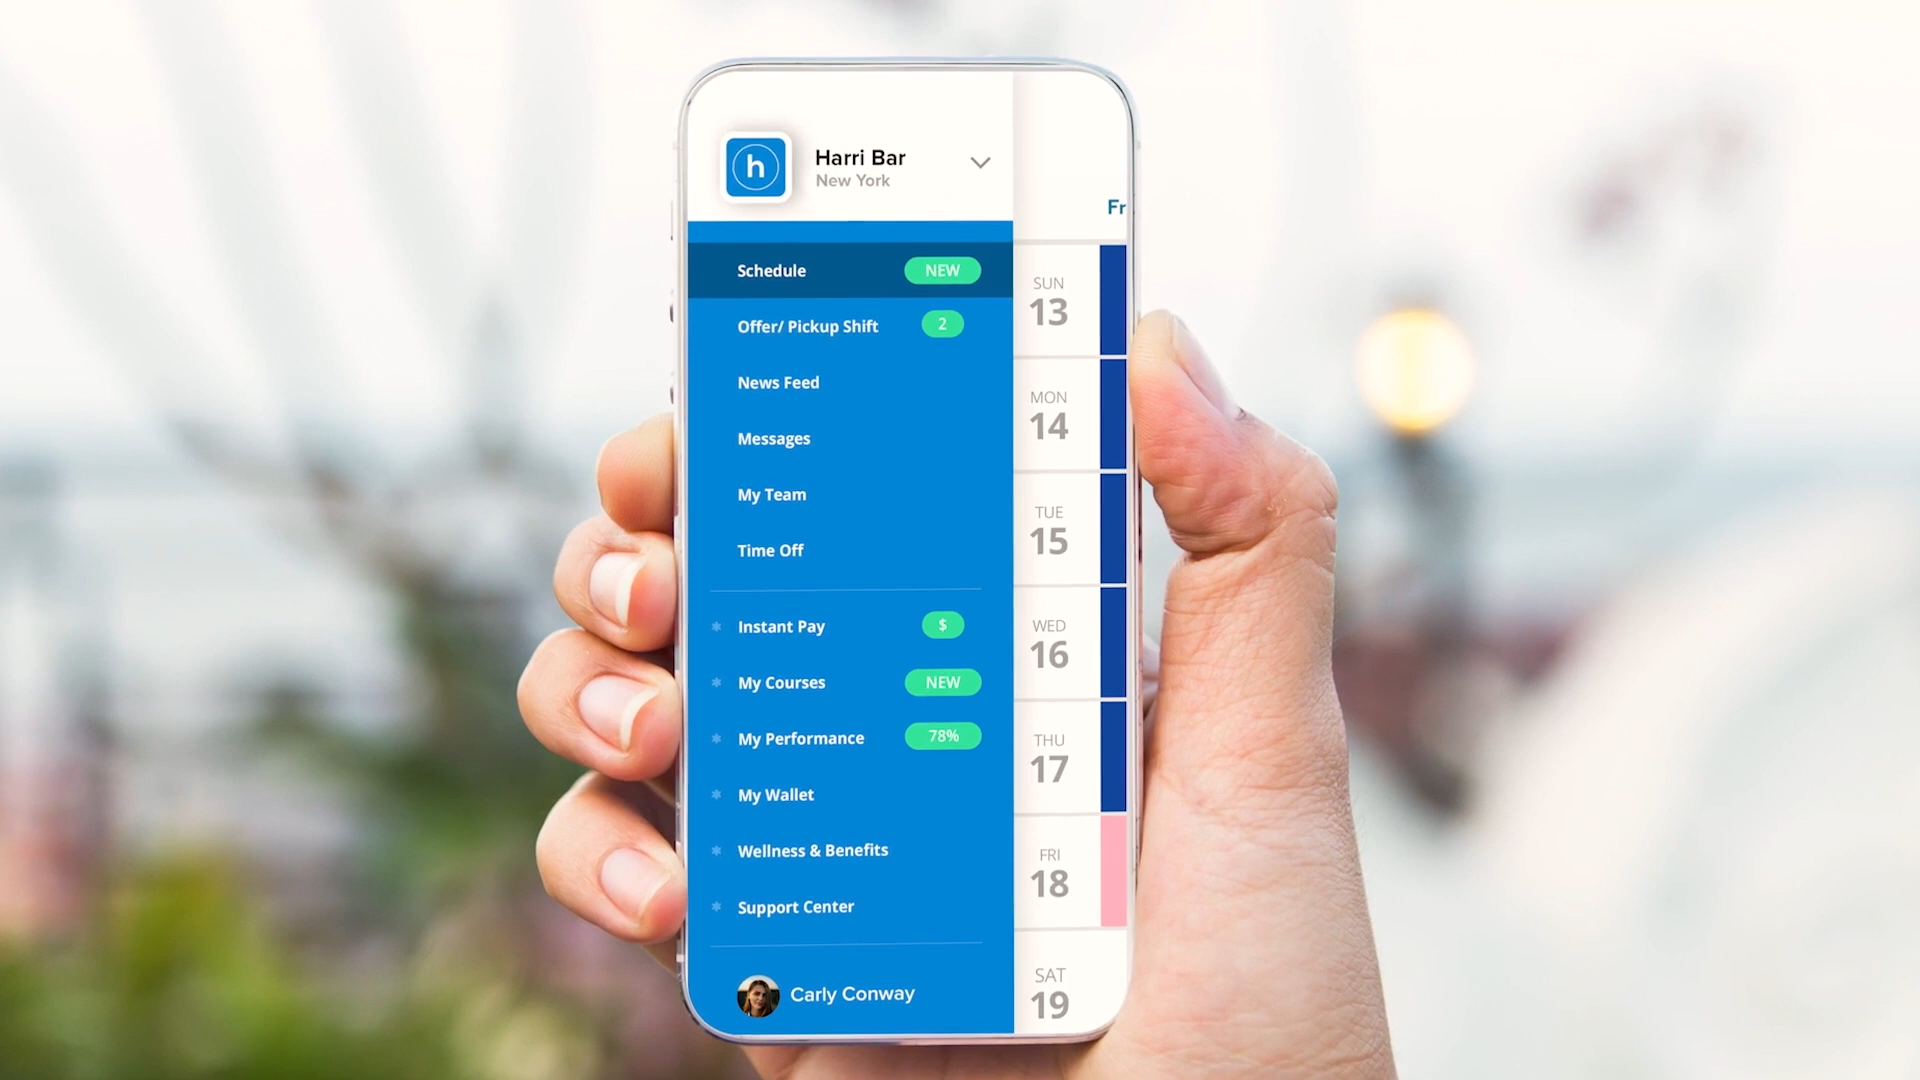 h
Harri Bar
New York
Schedule NEW
Offer/ Pickup Shift 2
News Feed
Messages
My Team
Time Off
Instant Pay $
My Courses NEW
My Performance 78%
My Wallet
Wellness & Benefits
Support Center
Carly Conway
Fr
SUN
13
MON
14
TUE
15
WED
16
THU
17
FRI
18
SAT
19